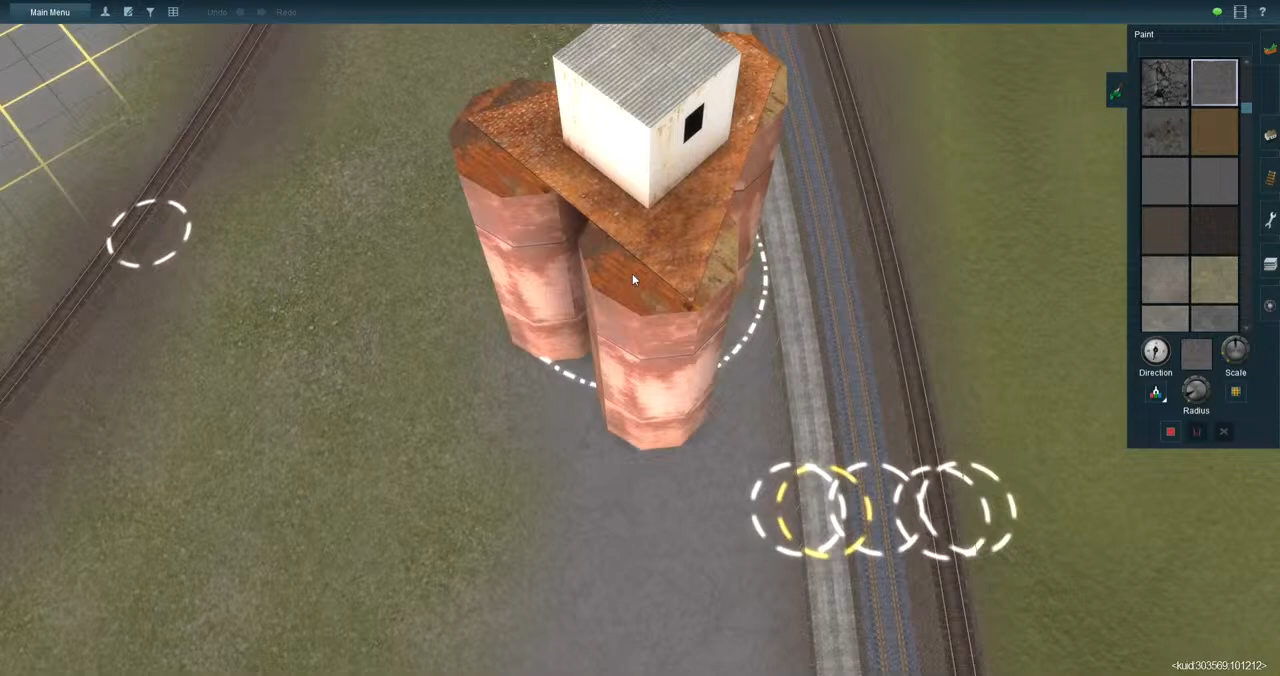 Main Menu
Undo
Redo
Paint
Direction
Scale
Radius
<kuid:303569:101212>